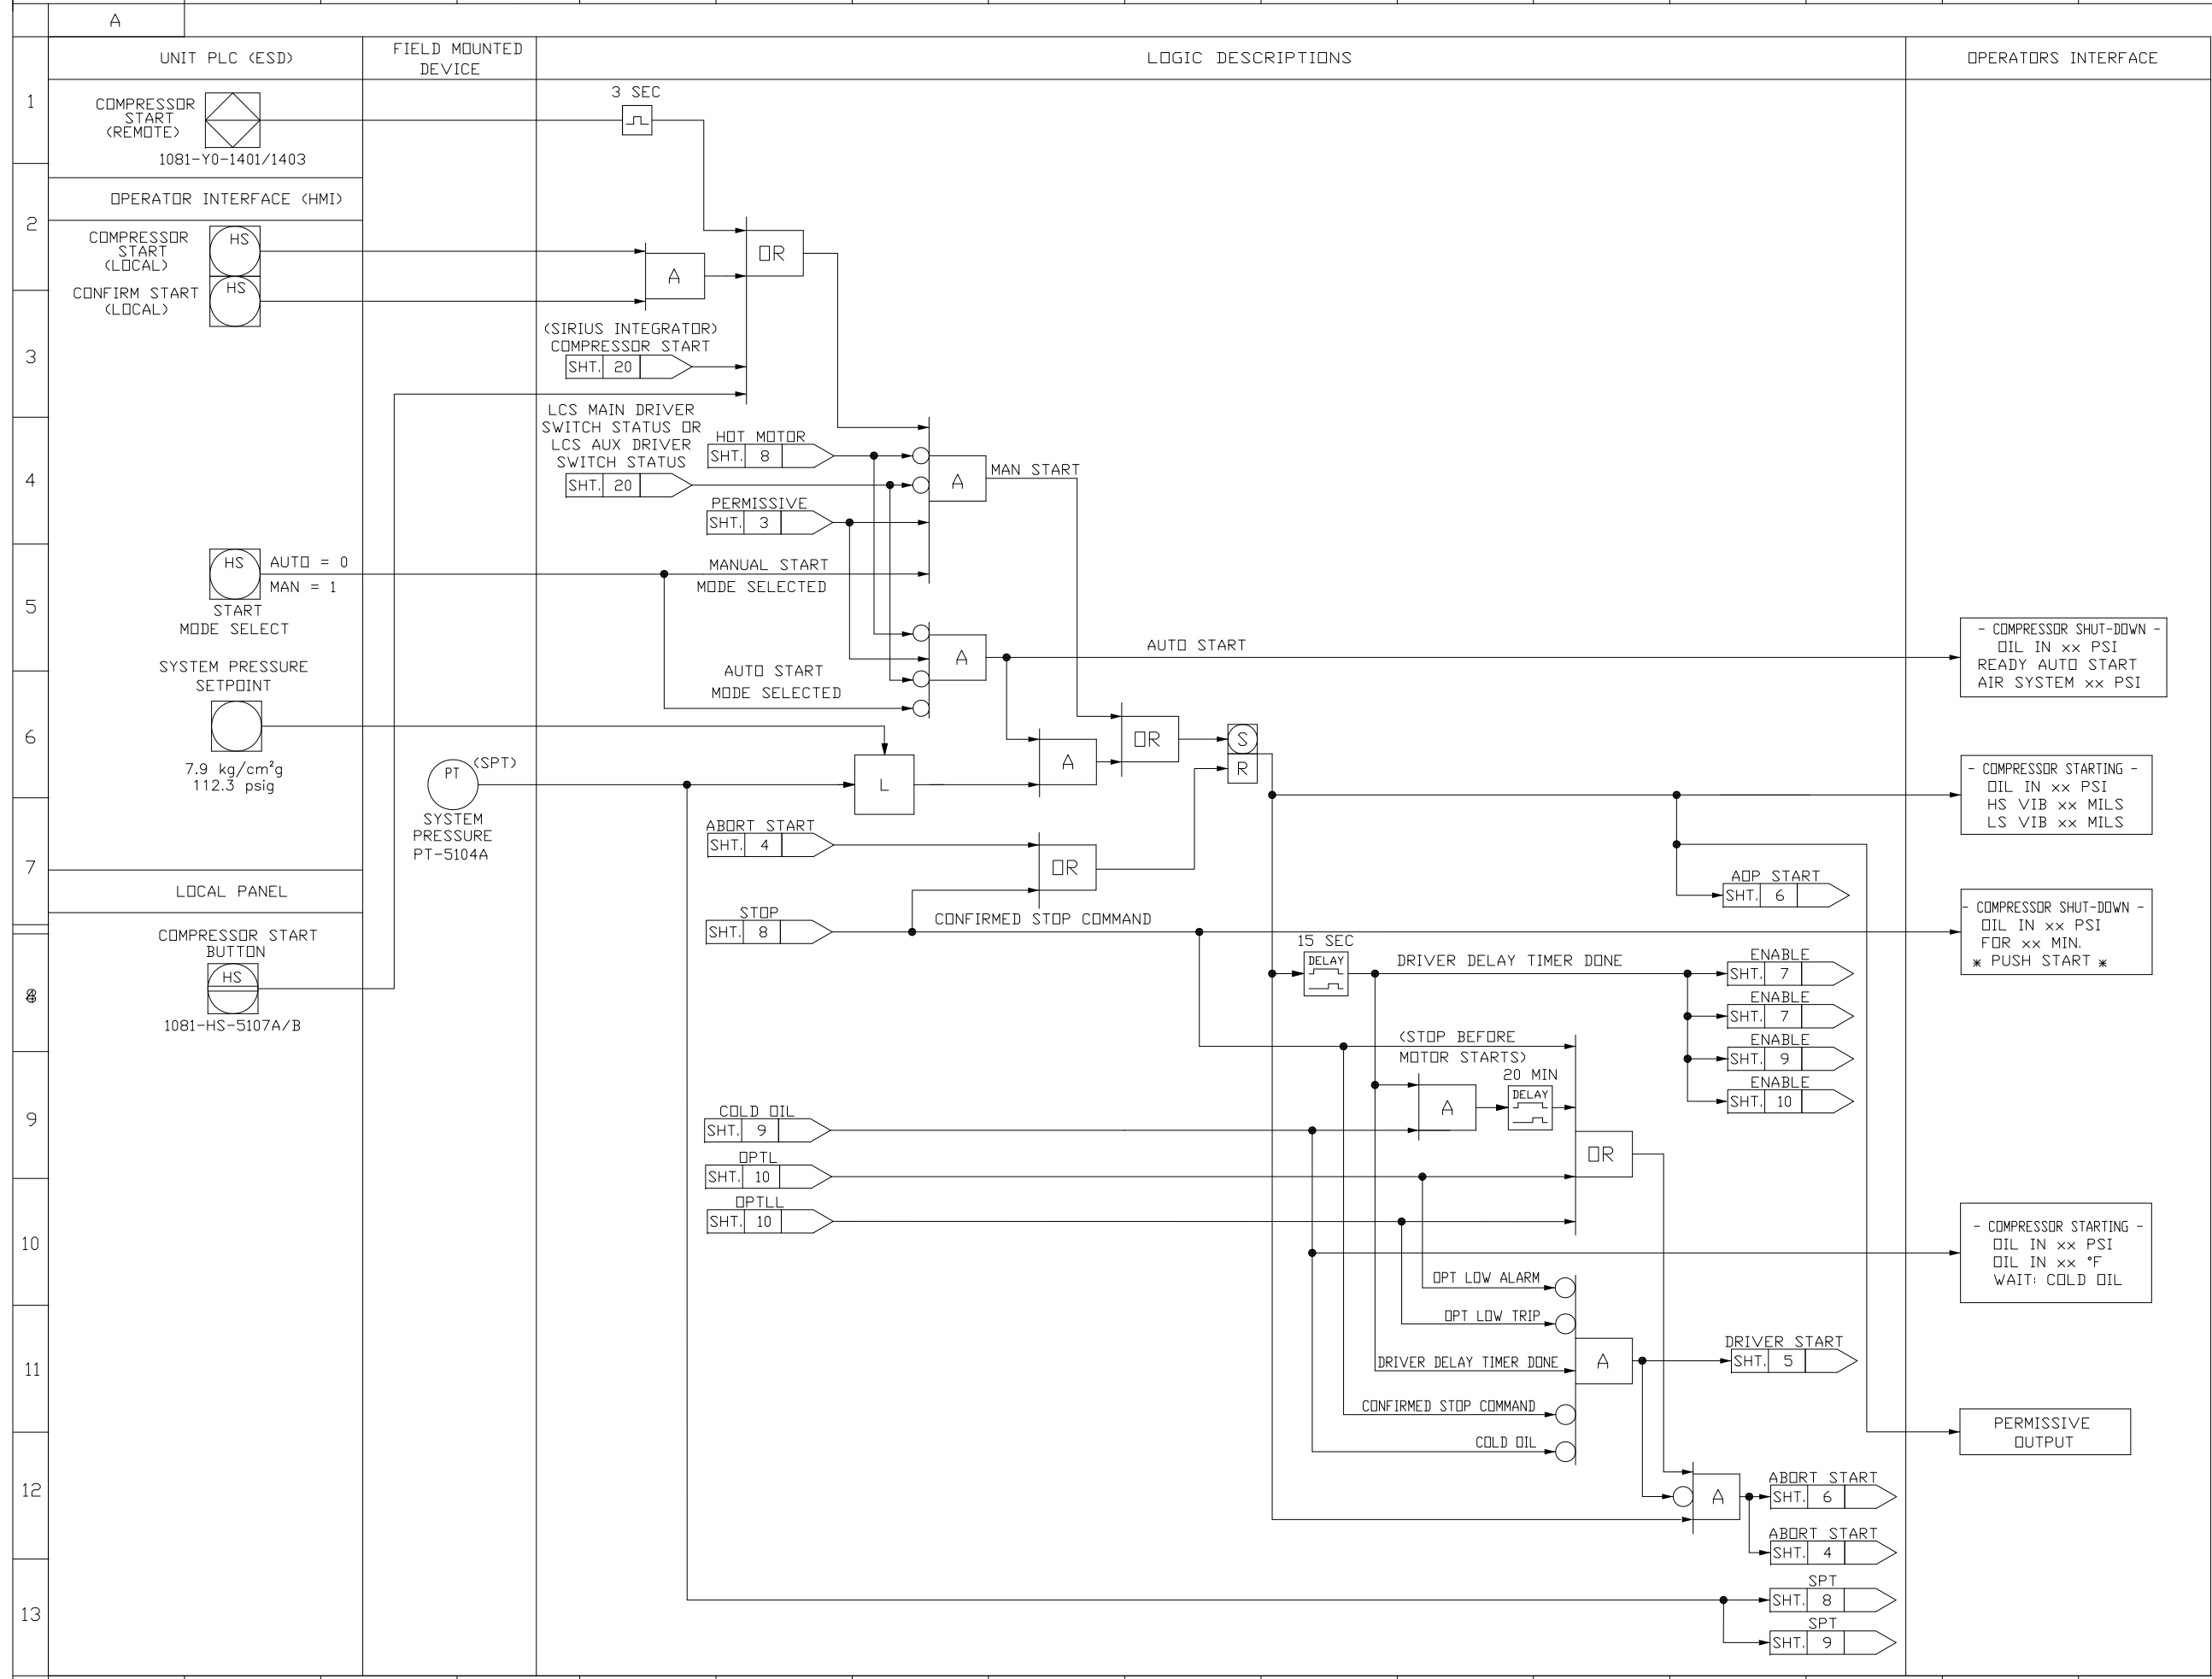 A
UNIT PLC (ESD)
FIELD MOUNTED
DEVICE
LOGIC DESCRIPTIONS
OPERATORS INTERFACE
1
COMPRESSOR
START
(REMOTE)
1081-Y0-1401/1403
3 SEC
OPERATOR INTERFACE (HMI)
2
COMPRESSOR
START
(LOCAL)
HS
CONFIRM START
(LOCAL)
HS
A
OR
3
(SIRIUS INTEGRATOR)
COMPRESSOR START
SHT. 20
LCS MAIN DRIVER
SWITCH STATUS OR
LCS AUX DRIVER
SWITCH STATUS
SHT. 20
HOT MOTOR
SHT. 8
4
PERMISSIVE
SHT. 3
A
MAN START
HS
AUTO = 0
MAN = 1
START
MODE SELECT
MANUAL START
MODE SELECTED
5
AUTO START
MODE SELECTED
A
AUTO START
- COMPRESSOR SHUT-DOWN -
OIL IN xx PSI
READY AUTO START
AIR SYSTEM xx PSI
SYSTEM PRESSURE
SETPOINT
7.9 kg/cm²g
112.3 psig
6
PT
(SPT)
SYSTEM
PRESSURE
PT-5104A
L
A
OR
S
R
- COMPRESSOR STARTING -
OIL IN xx PSI
HS VIB xx MILS
LS VIB xx MILS
ABORT START
SHT. 4
OR
7
AOP START
SHT. 6
LOCAL PANEL
STOP
SHT. 8
CONFIRMED STOP COMMAND
- COMPRESSOR SHUT-DOWN -
OIL IN xx PSI
FOR xx MIN.
* PUSH START *
COMPRESSOR START
BUTTON
HS
1081-HS-5107A/B
15 SEC
DELAY
DRIVER DELAY TIMER DONE
ENABLE
SHT. 7
ENABLE
SHT. 7
ENABLE
SHT. 9
ENABLE
SHT. 10
(STOP BEFORE
MOTOR STARTS)
20 MIN
DELAY
A
9
COLD OIL
SHT. 9
OR
OPTL
SHT. 10
OPTLL
SHT. 10
10
- COMPRESSOR STARTING -
OIL IN xx PSI
OIL IN xx °F
WAIT: COLD OIL
OPT LOW ALARM
OPT LOW TRIP
11
DRIVER DELAY TIMER DONE
A
DRIVER START
SHT. 5
CONFIRMED STOP COMMAND
COLD OIL
PERMISSIVE
OUTPUT
12
A
ABORT START
SHT. 6
ABORT START
SHT. 4
13
SPT
SHT. 8
SPT
SHT. 9